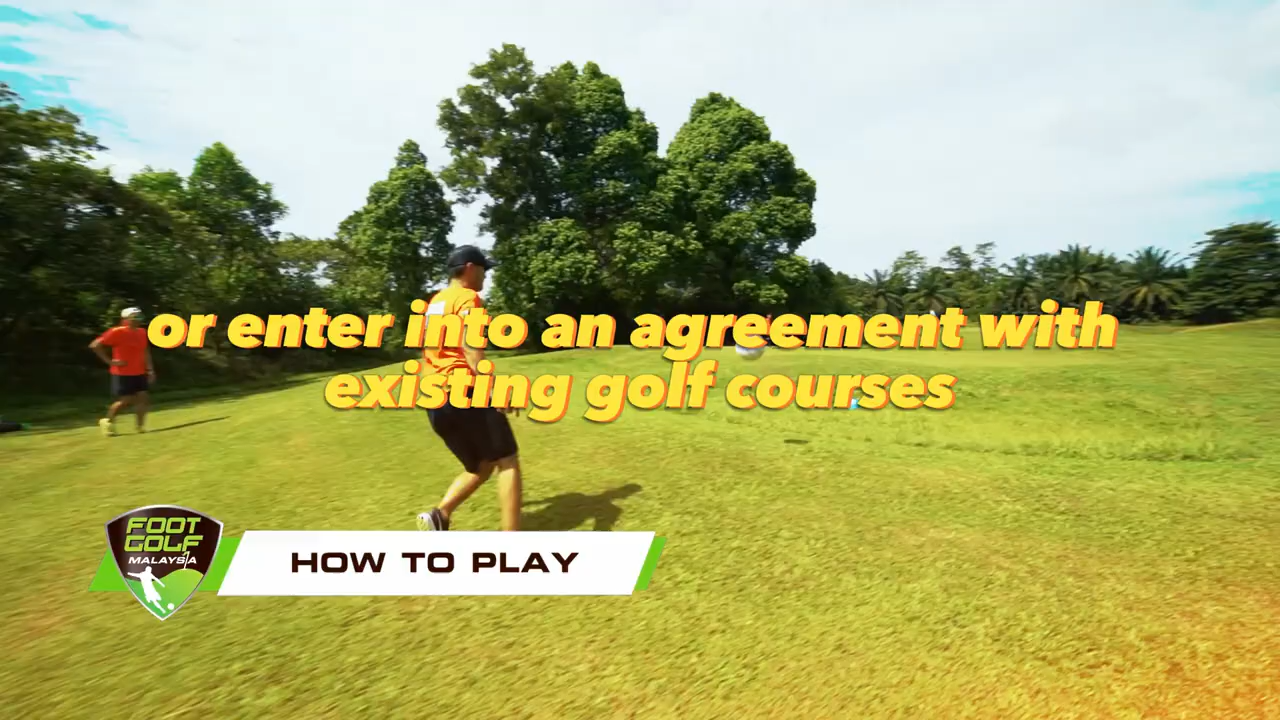 or enter into an agreement with
existing golf courses
FOOT
GOLF
MALAYSIA
HOW TO PLAY